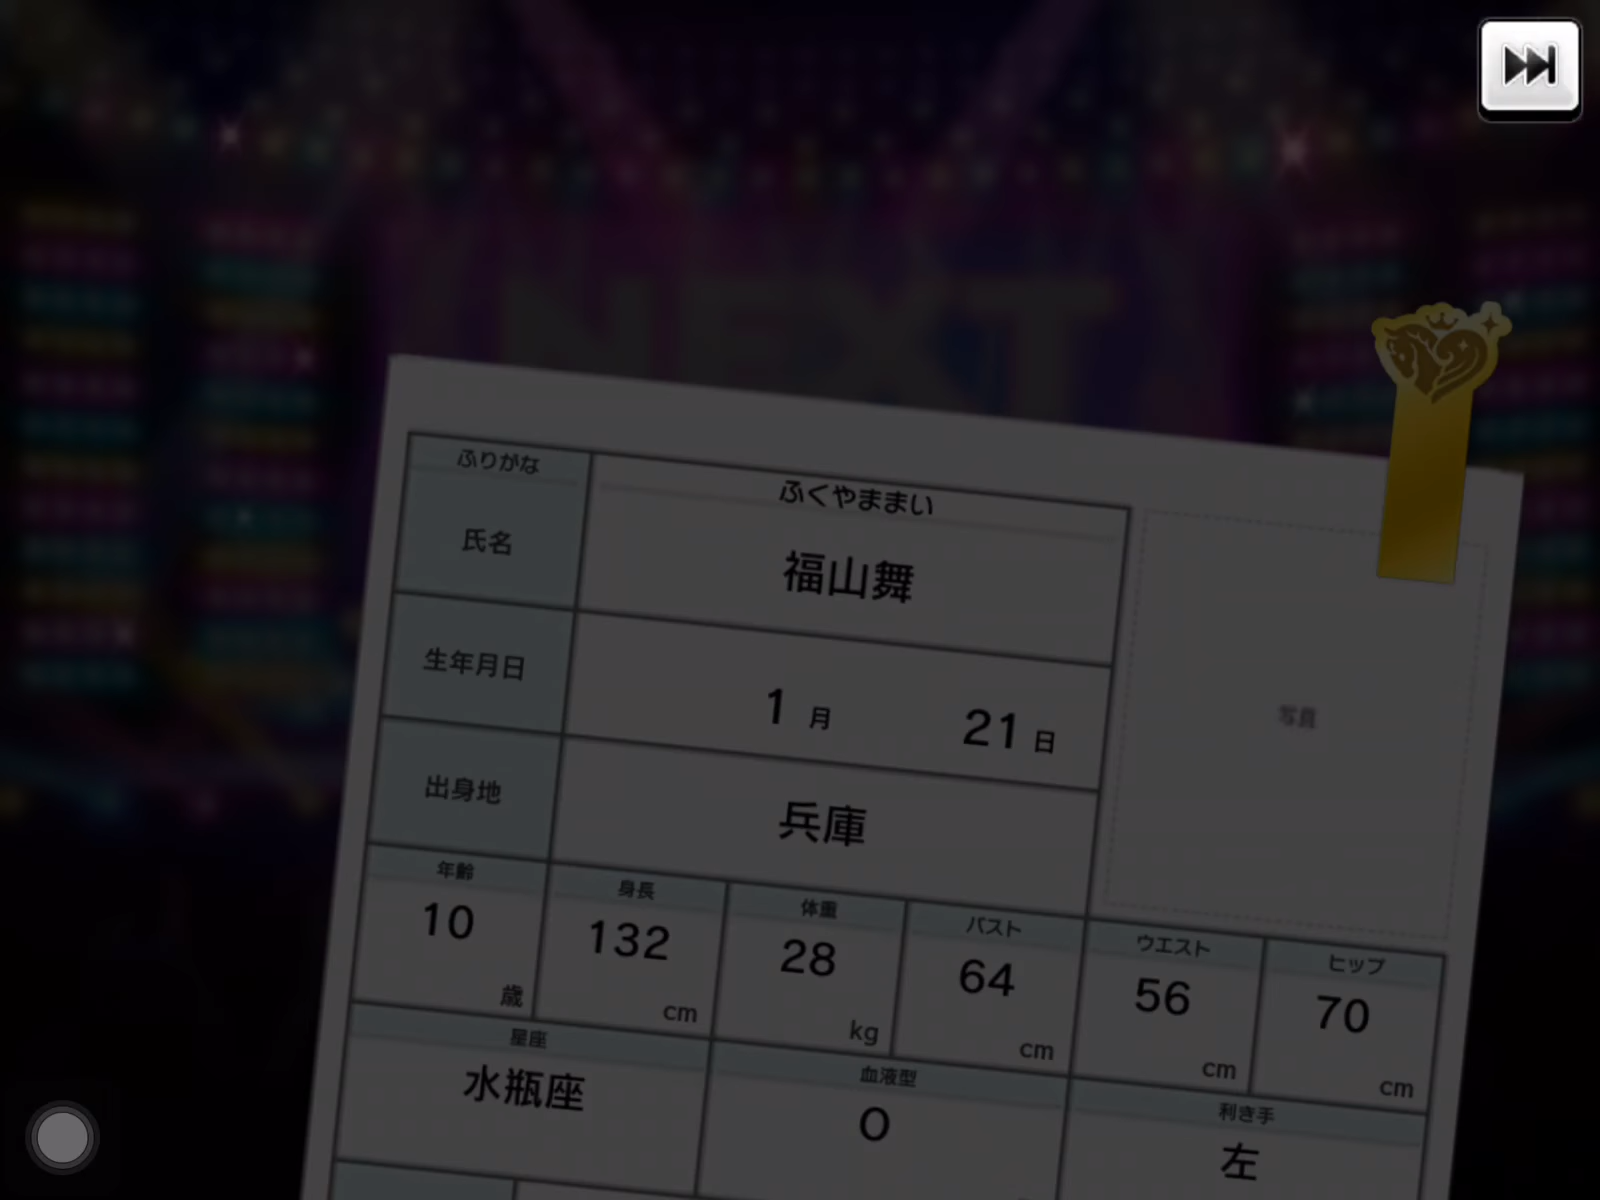 NEXT
ふりがな
ふくやままい
氏名
福山舞
生年月日
1月 21日
出身地
兵庫
写真
年齢 身長 体重 バスト ウエスト ヒップ
10 132 28 64 56 70
歳 cm kg cm cm cm
星座 血液型 利き手
水瓶座 O 左